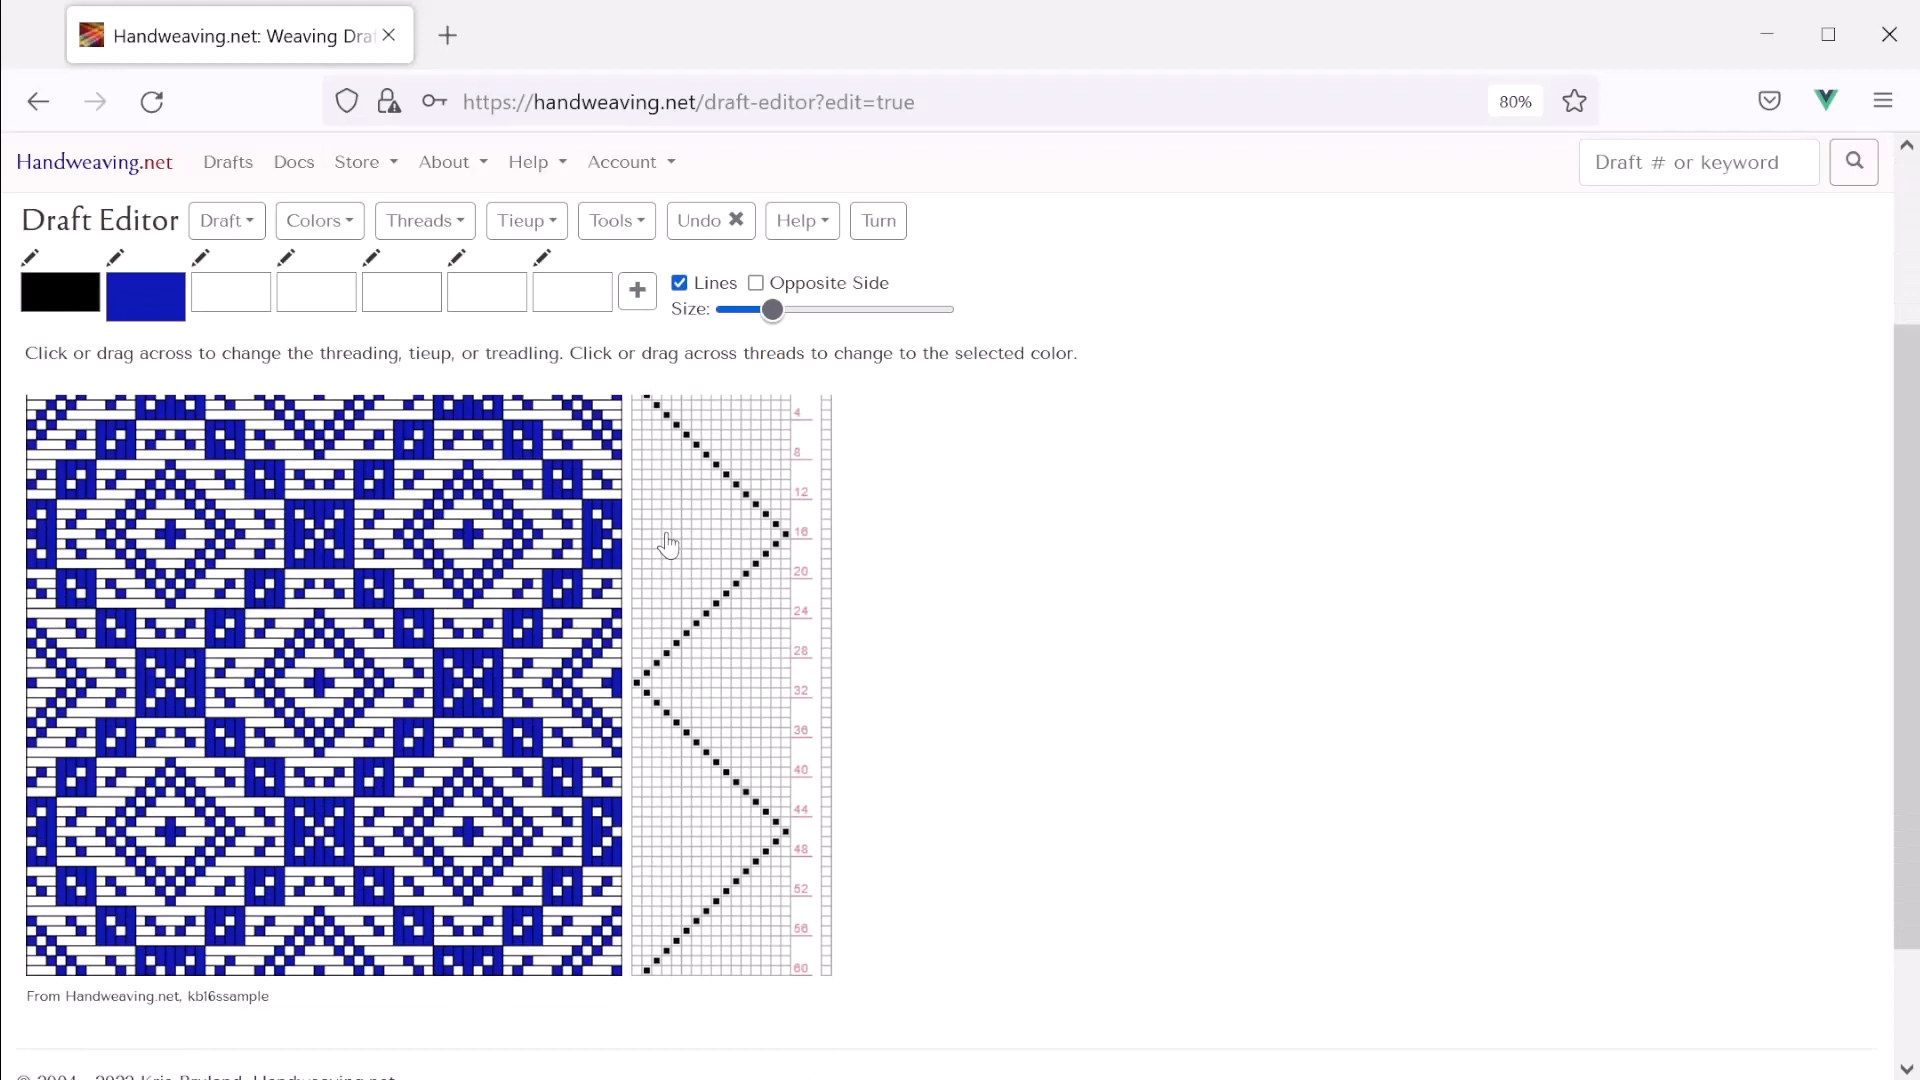 Handweaving.net: Weaving Dra
https://handweaving.net/draft-editor?edit=true
80%
Handweaving.net
Drafts
Docs
Store
About
Help
Account
Draft # or keyword
Draft Editor
Draft
Colors
Threads
Tieup
Tools
Undo
Help
Turn
Lines
Opposite Side
Size:
Click or drag across to change the threading, tieup, or treadling. Click or drag across threads to change to the selected color.
4
8
12
16
20
24
28
32
36
40
44
48
52
56
60
From Handweaving.net, kb16ssample